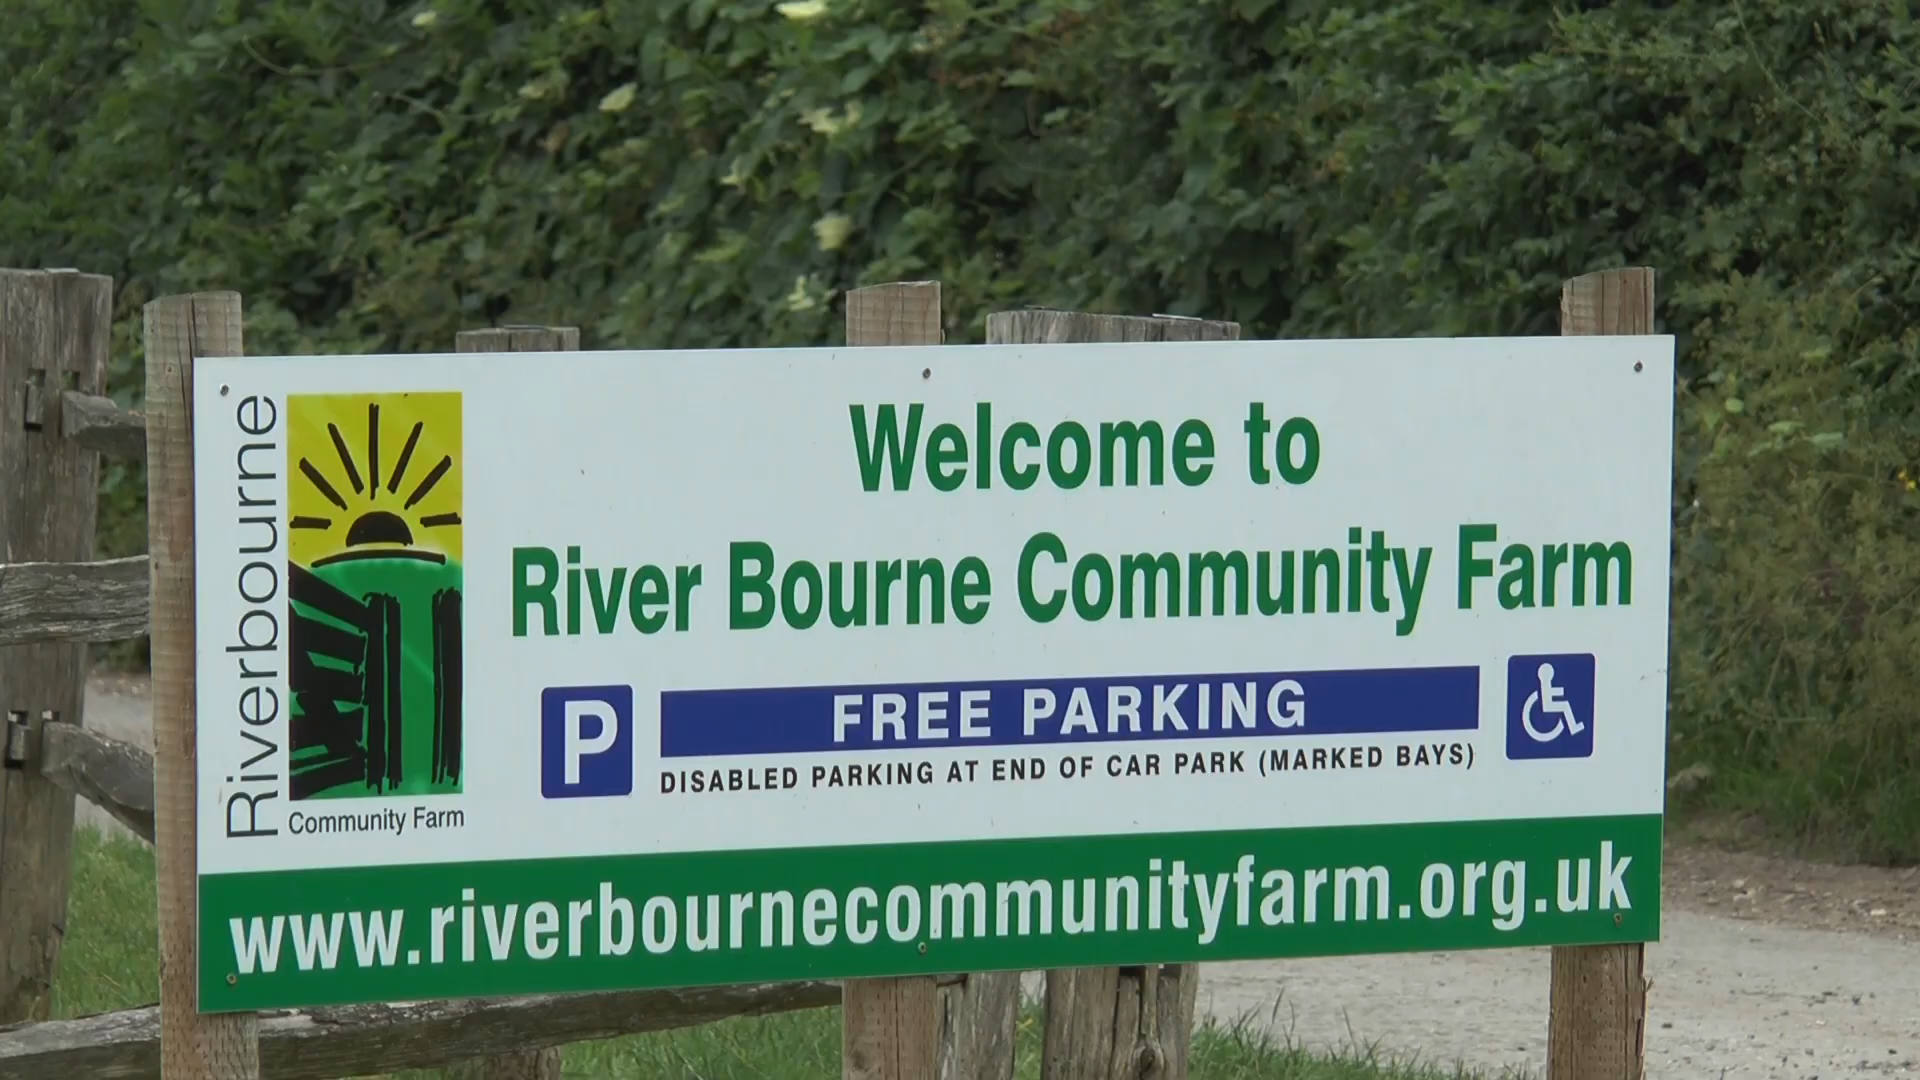 Riverbourne
Community Farm
Welcome to
River Bourne Community Farm
P
FREE PARKING
DISABLED PARKING AT END OF CAR PARK (MARKED BAYS)
www.riverbournecommunityfarm.org.uk